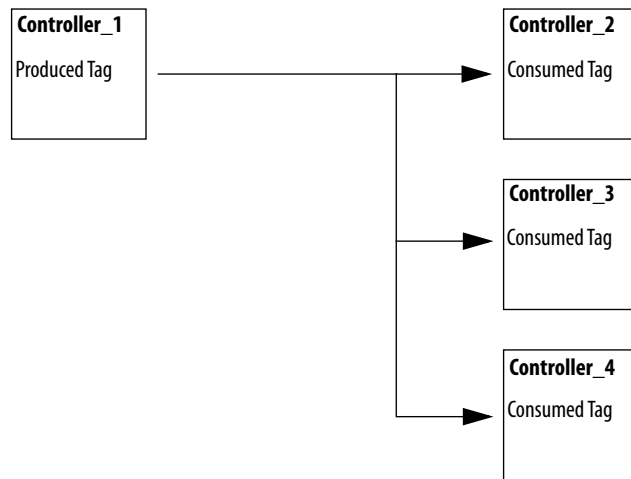 Controller_1
Produced Tag
Controller_2
Consumed Tag
Controller_3
Consumed Tag
Controller_4
Consumed Tag